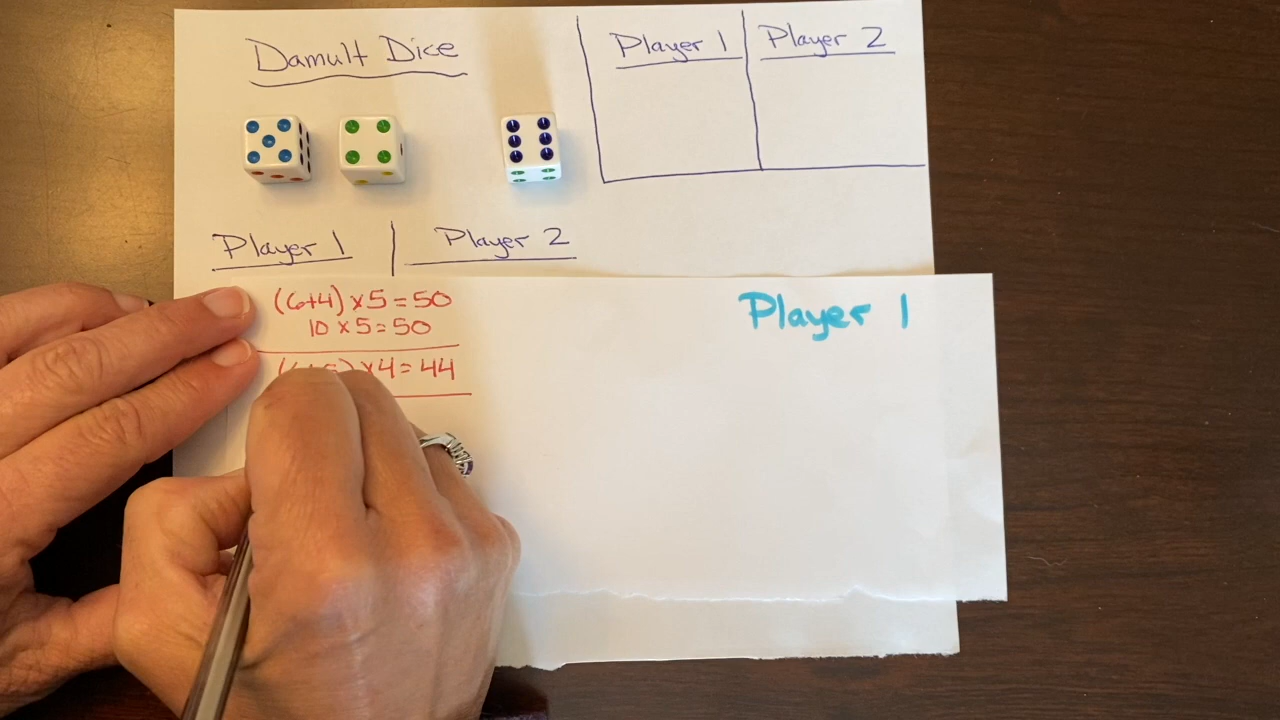 Damult Dice
Player 1 Player 2
Player 1 Player 2
(6+4) x 5 = 50
10 x 5 = 50
x 4 = 44
Player 1